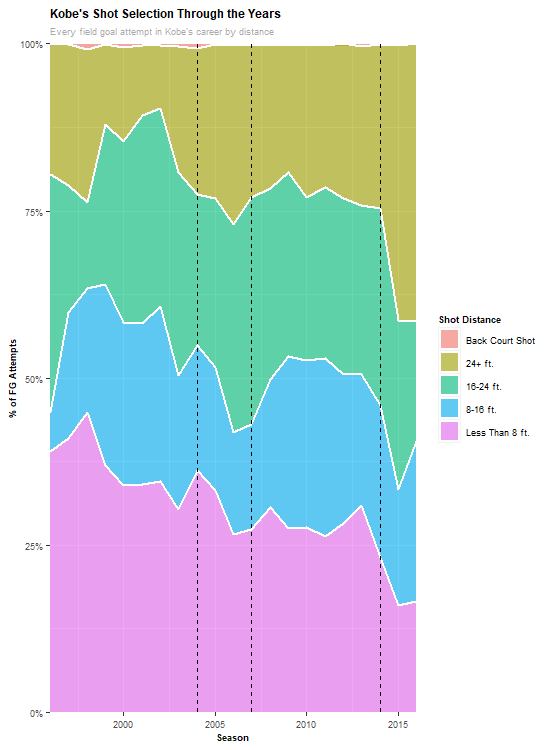 Kobe's Shot Selection Through the Years
Every field goal attempt in Kobe's career by distance
100%
75%
50%
25%
0%
% of FG Attempts
2000
2005
2010
2015
Season
Shot Distance
Back Court Shot
24+ ft.
16-24 ft.
8-16 ft.
Less Than 8 ft.